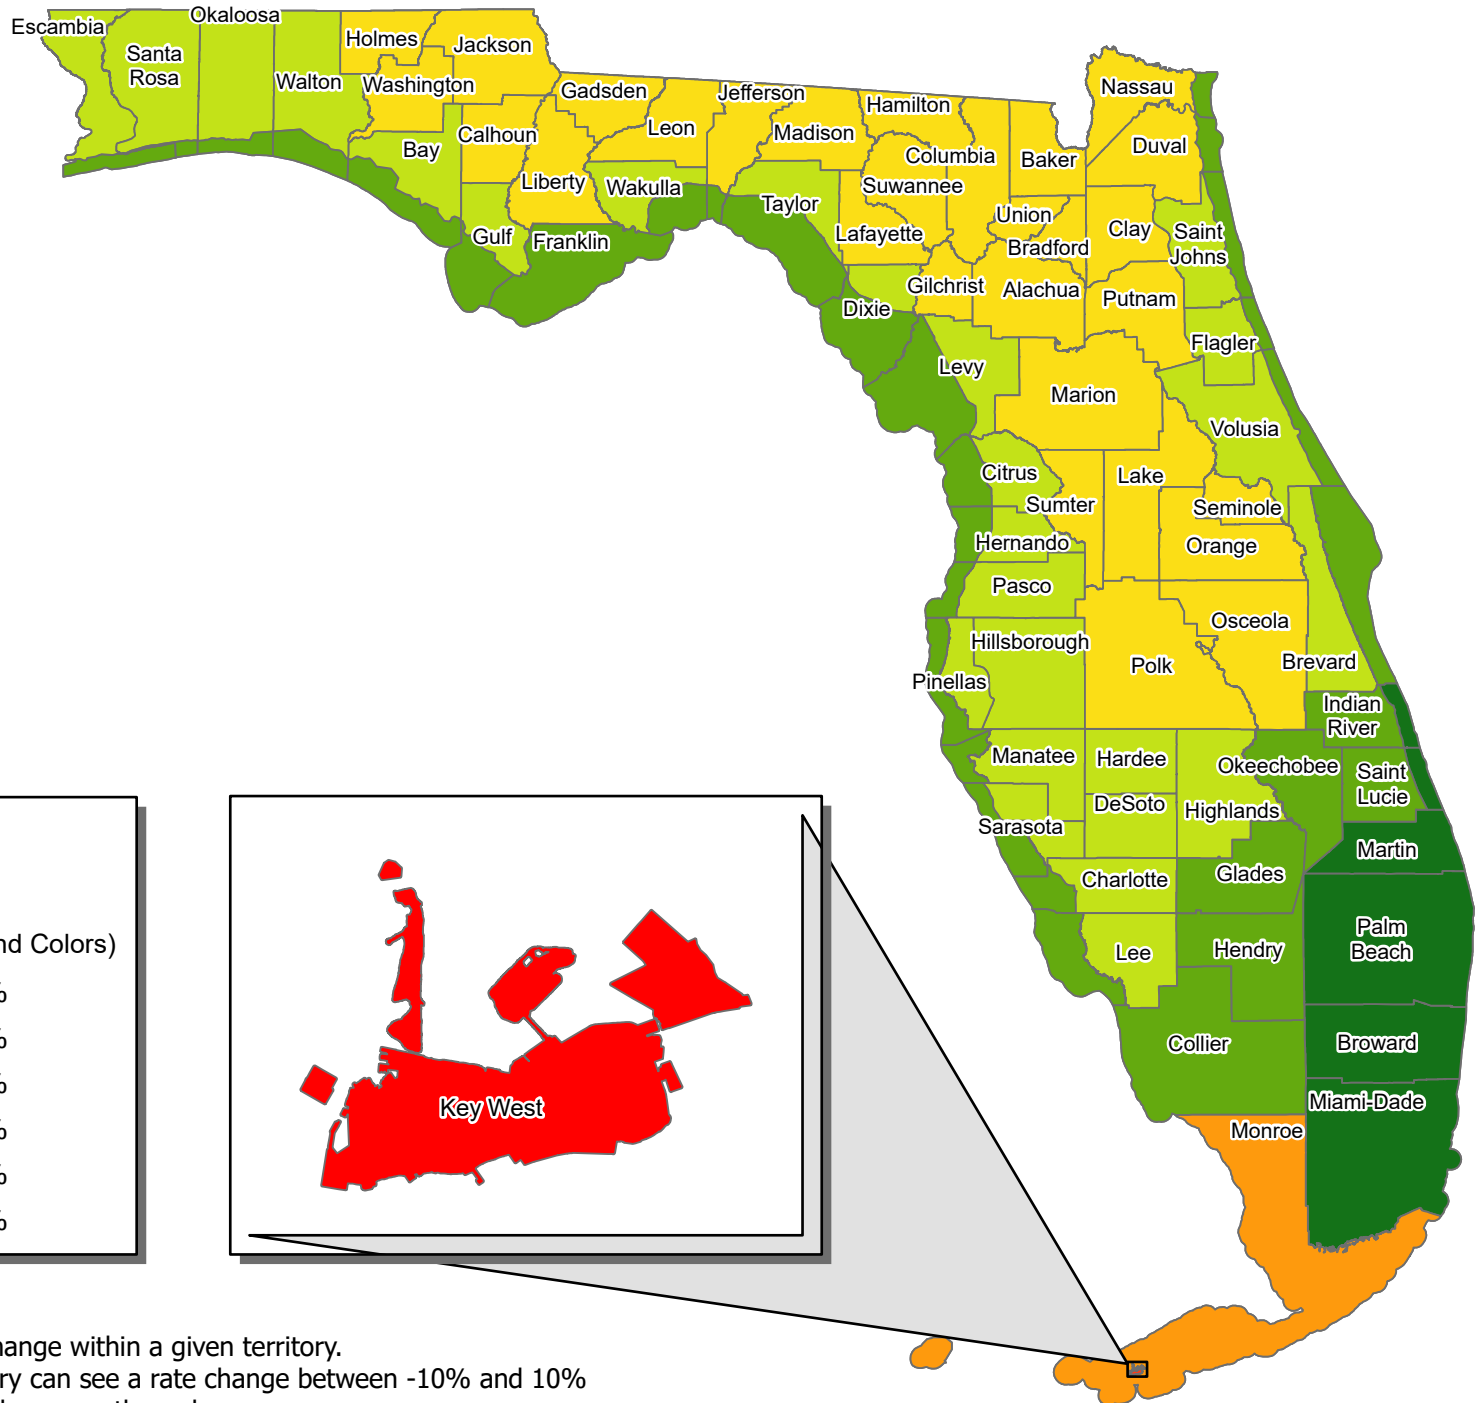 Okaloosa
Escambia
Santa
Rosa
Walton
Holmes
Jackson
Washington
Bay
Calhoun
Gulf
Liberty
Franklin
Gadsden
Leon
Wakulla
Jefferson
Madison
Taylor
Hamilton
Columbia
Suwannee
Lafayette
Dixie
Gilchrist
Baker
Union
Bradford
Alachua
Nassau
Duval
Clay
Saint
Johns
Putnam
Flagler
Levy
Marion
Volusia
Citrus
Lake
Sumter
Seminole
Hernando
Orange
Pasco
Hillsborough
Osceola
Polk
Pinellas
Brevard
Indian
River
Manatee
Hardee
Okeechobee
Saint
Lucie
DeSoto
Highlands
Sarasota
Martin
Charlotte
Glades
Palm
Beach
Lee
Hendry
Collier
Broward
Miami-Dade
Monroe
nd Colors)
%
%
%
%
%
%
Key West
hange within a given territory.
ry can see a rate change between -10% and 10%